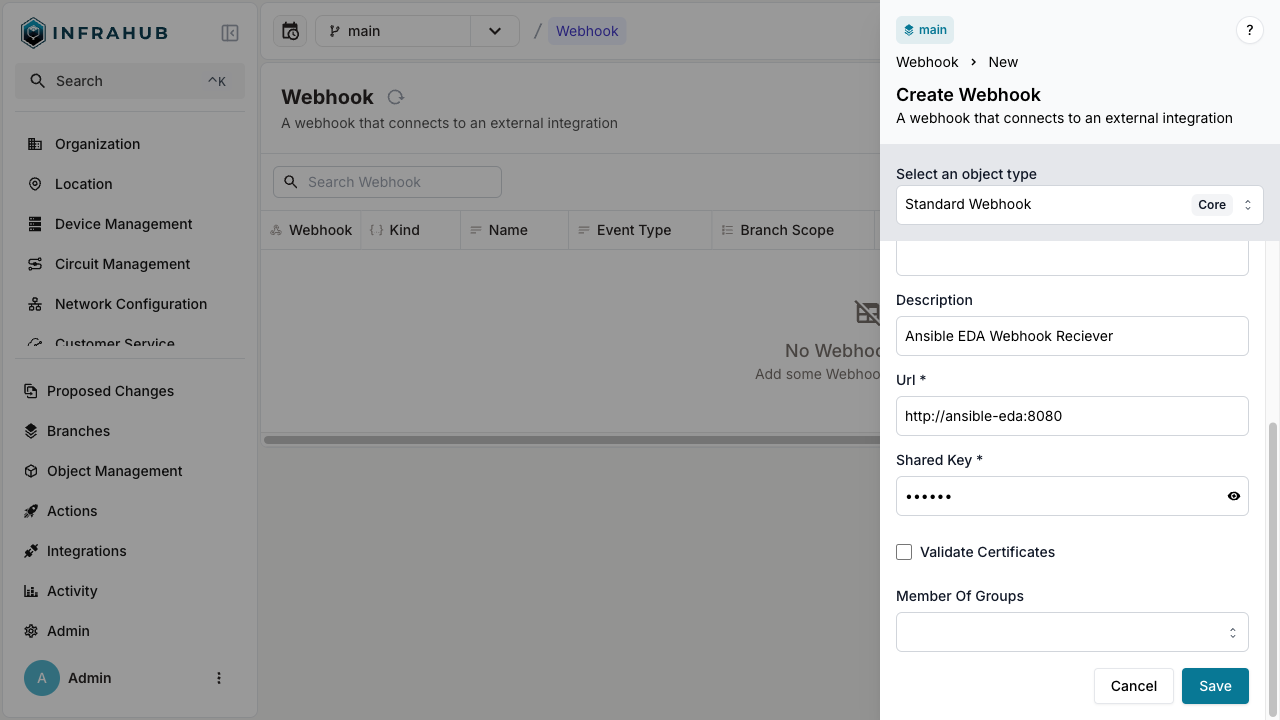 INFRAHUB
Search
^K
Organization
Location
Device Management
Circuit Management
Network Configuration
Customer Service
Proposed Changes
Branches
Object Management
Actions
Integrations
Activity
Admin
A
Admin
main
/
Webhook
Webhook
A webhook that connects to an external integration
Search Webhook
Webhook
Kind
Name
Event Type
Branch Scope
No Webhoo
Add some Webhoo
main
?
Webhook > New
Create Webhook
A webhook that connects to an external integration
Select an object type
Standard Webhook
Core
Description
Ansible EDA Webhook Reciever
Url *
http://ansible-eda:8080
Shared Key *
••••••
Validate Certificates
Member Of Groups
Cancel
Save